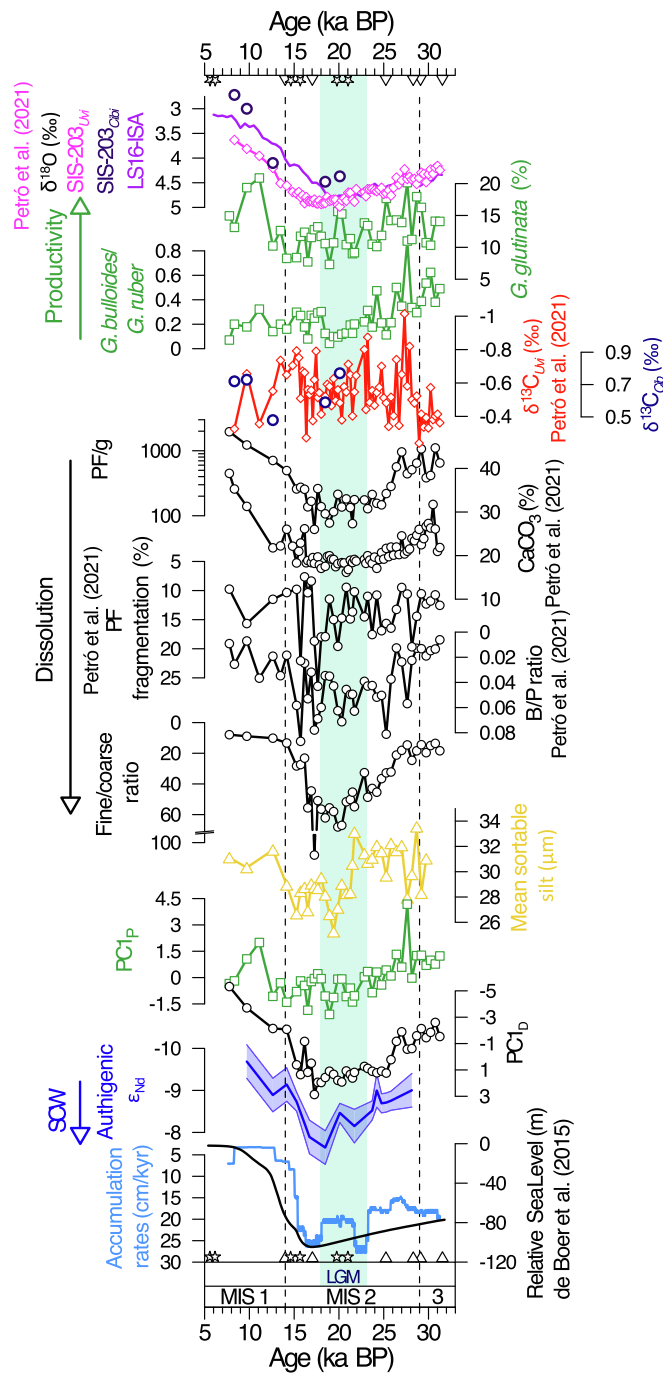 Age (ka BP)
5 10 15 20 25 30
Petró et al. (2021)
δ¹⁸O (‰)
SIS-203Uvi
SIS-203Cibi
LS16-ISA
3
3.5
4
4.5
5
Productivity
G. bulloides/
G. ruber
0.8
0.6
0.4
0.2
0
20
15
10
5
G. glutinata (%)
-1
-0.8
-0.6
-0.4
δ¹³CUvi (‰)
Petró et al. (2021)
0.9
0.7
0.5
δ¹³CCib (‰)
Dissolution
PF/g
1000
100
40
30
20
10
CaCO₃ (%)
Petró et al. (2021)
Petró et al. (2021)
PF
fragmentation (%)
5
10
15
20
25
0
0.02
0.04
0.06
0.08
B/P ratio
Petró et al. (2021)
Fine/coarse
ratio
0
20
40
60
100
34
32
30
28
26
Mean sortable
silt (µm)
PC1P
4.5
3
1.5
0
-1.5
-5
-3
-1
1
3
PC1D
SCW
Authigenic
εNd
-10
-9
-8
Accumulation
rates (cm/kyr)
5
10
15
20
25
30
0
-40
-80
-120
Relative SeaLevel (m)
de Boer et al. (2015)
LGM
MIS 1 MIS 2 3
5 10 15 20 25 30
Age (ka BP)